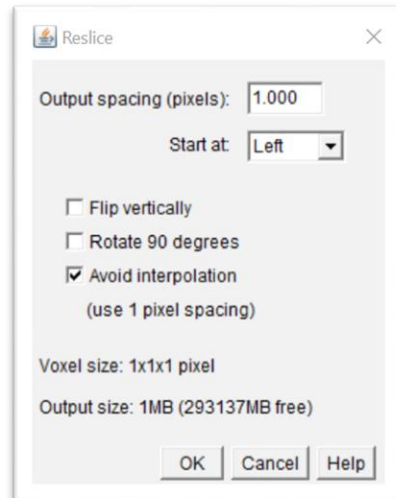 Reslice
Output spacing (pixels): 1.000
Start at: Left
Flip vertically
Rotate 90 degrees
Avoid interpolation
(use 1 pixel spacing)
Voxel size: 1x1x1 pixel
Output size: 1MB (293137MB free)
OK Cancel Help